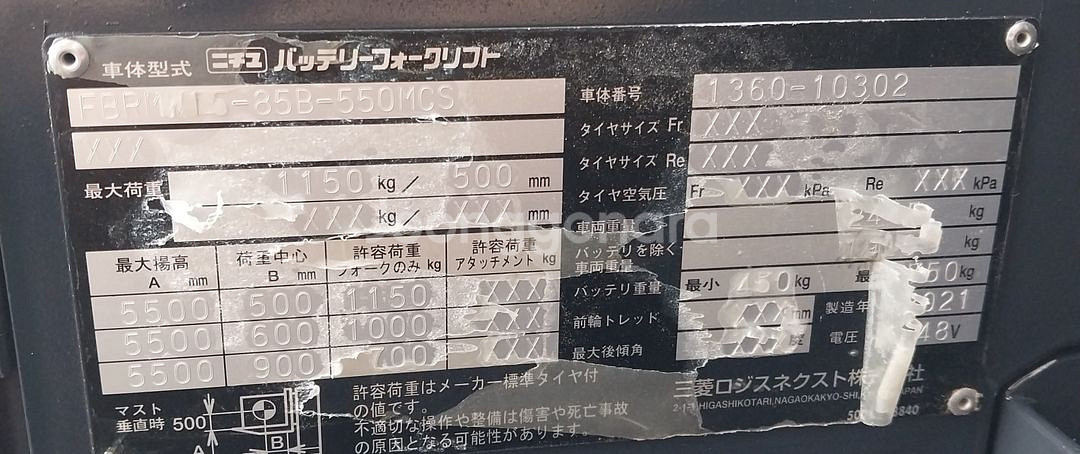 車体型式 ニチユ バッテリーフォークリフト
-85B-550MCS
XXX
最大荷重 1150 kg / 500 mm
XXX kg / XXX mm
最大揚高 A mm 荷重中心 B mm 許容荷重 フォークのみ kg 許容荷重 アタッチメント kg
5500 500 1150 XXX
5500 600 1000 XXX
5500 900 XXX
マスト
垂直時 500
A
B
許容荷重はメーカー標準タイヤ付
の値です。
不適切な操作や整備は傷害や死亡事故
の原因となる可能性があります。
車体番号 1360-10302
タイヤサイズ Fr XXX
タイヤサイズ Re XXX
タイヤ空気圧 Fr XXX kPa Re XXX kPa
車両重量 kg
バッテリを除く
車両重量 kg
バッテリ重量 最小 450 kg kg
前輪トレッド XXX mm 製造年
最大後傾角 電圧 48V
三菱ロジスネクスト株式会社
HIGASHIKOTARI,NAGAOKAKYO-SHI,